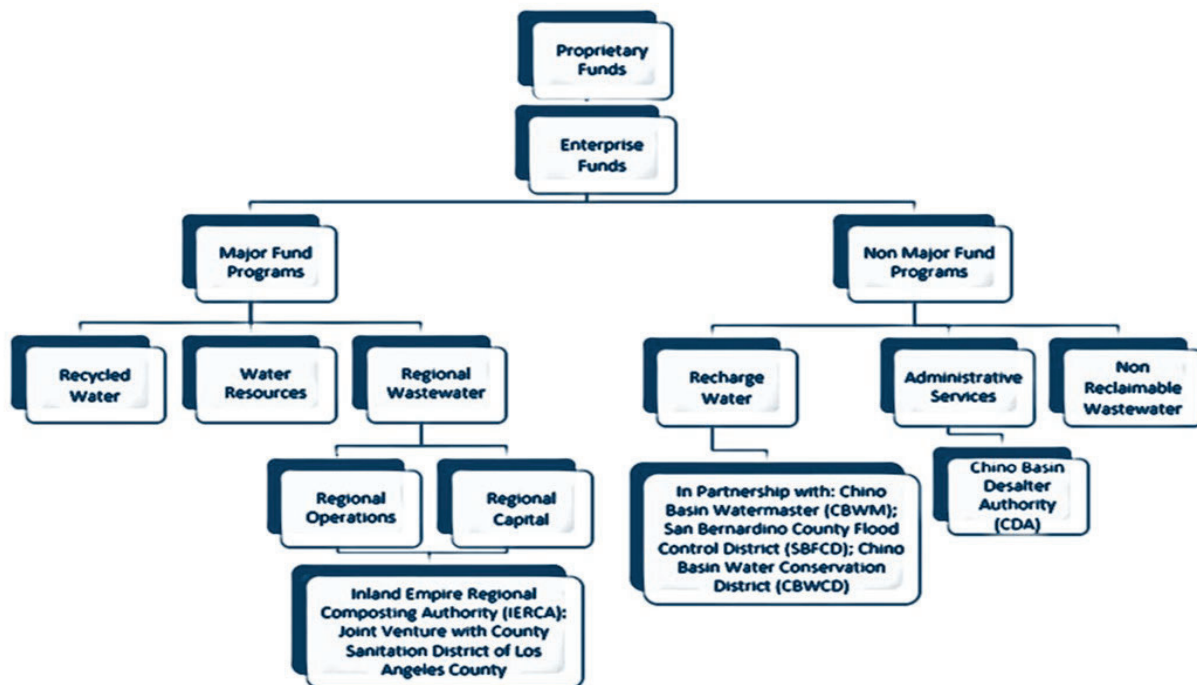 Proprietary
Funds
Enterprise
Funds
Major Fund
Programs
Non Major Fund
Programs
Recycled
Water
Water
Resources
Regional
Wastewater
Recharge
Water
Administrative
Services
Non
Reclaimable
Wastewater
Regional
Operations
Regional
Capital
In Partnership with: Chino
Basin Watermaster (CBWM);
San Bernardino County Flood
Control District (SBFCD); Chino
Basin Water Conservation
District (CBWCD)
Chino Basin
Desalter
Authority
(CDA)
Inland Empire Regional
Composting Authority (IERCA):
Joint Venture with County
Sanitation District of Los
Angeles County